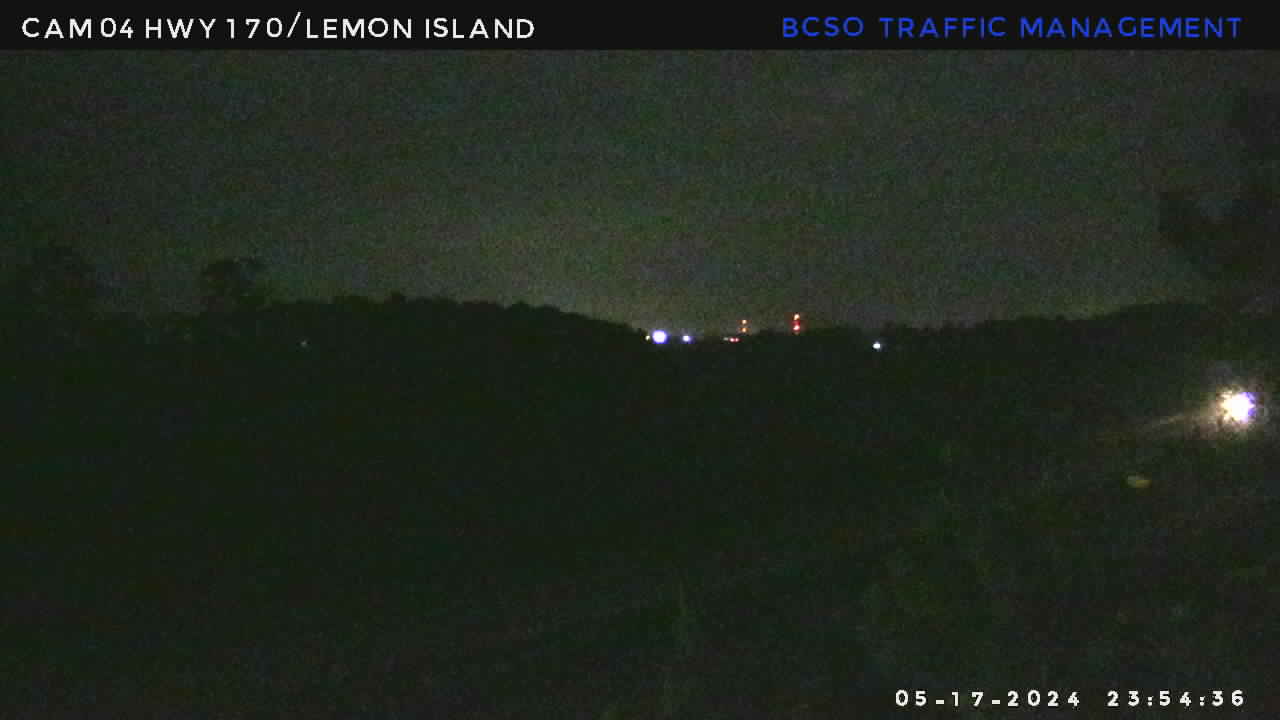 CAM04 HWY 170/LEMON ISLAND
BCSO TRAFFIC MANAGEMENT
05-17-2024 23:54:36